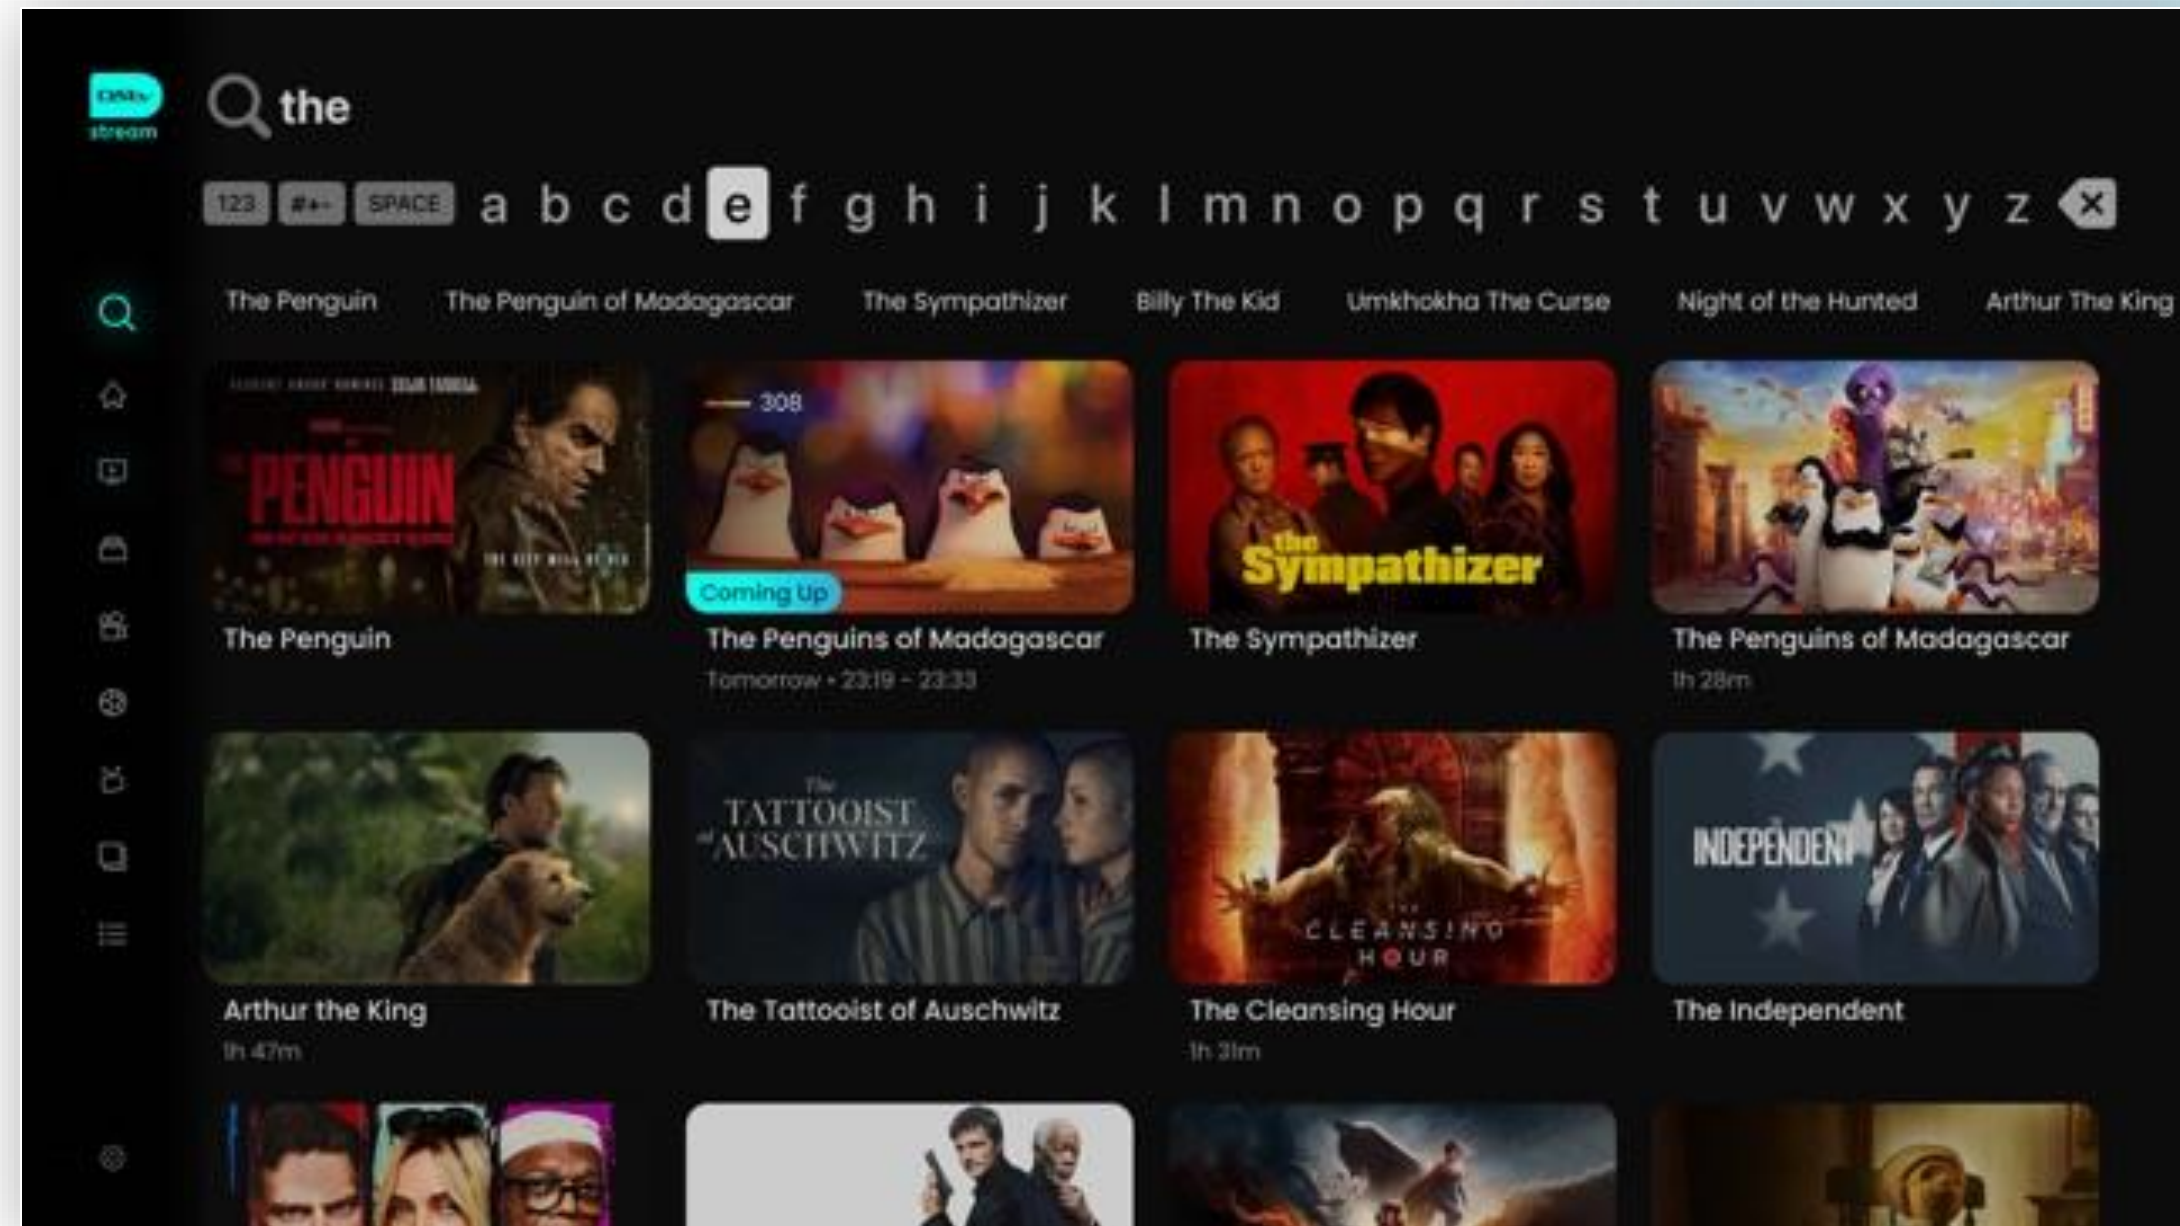 DStv
stream
the
123 #+- SPACE a b c d e f g h i j k l m n o p q r s t u v w x y z
The Penguin The Penguin of Madagascar The Sympathizer Billy The Kid Umkhokha The Curse Night of the Hunted Arthur The King
PENGUIN
308
the
Sympathizer
Coming Up
The Penguin The Penguins of Madagascar The Sympathizer The Penguins of Madagascar
Tomorrow • 23:19 - 23:33 1h 28m
The
TATTOOIST
of AUSCHWITZ
INDEPENDENT
THE
CLEANSING
HOUR
Arthur the King The Tattooist of Auschwitz The Cleansing Hour The Independent
1h 47m 1h 31m